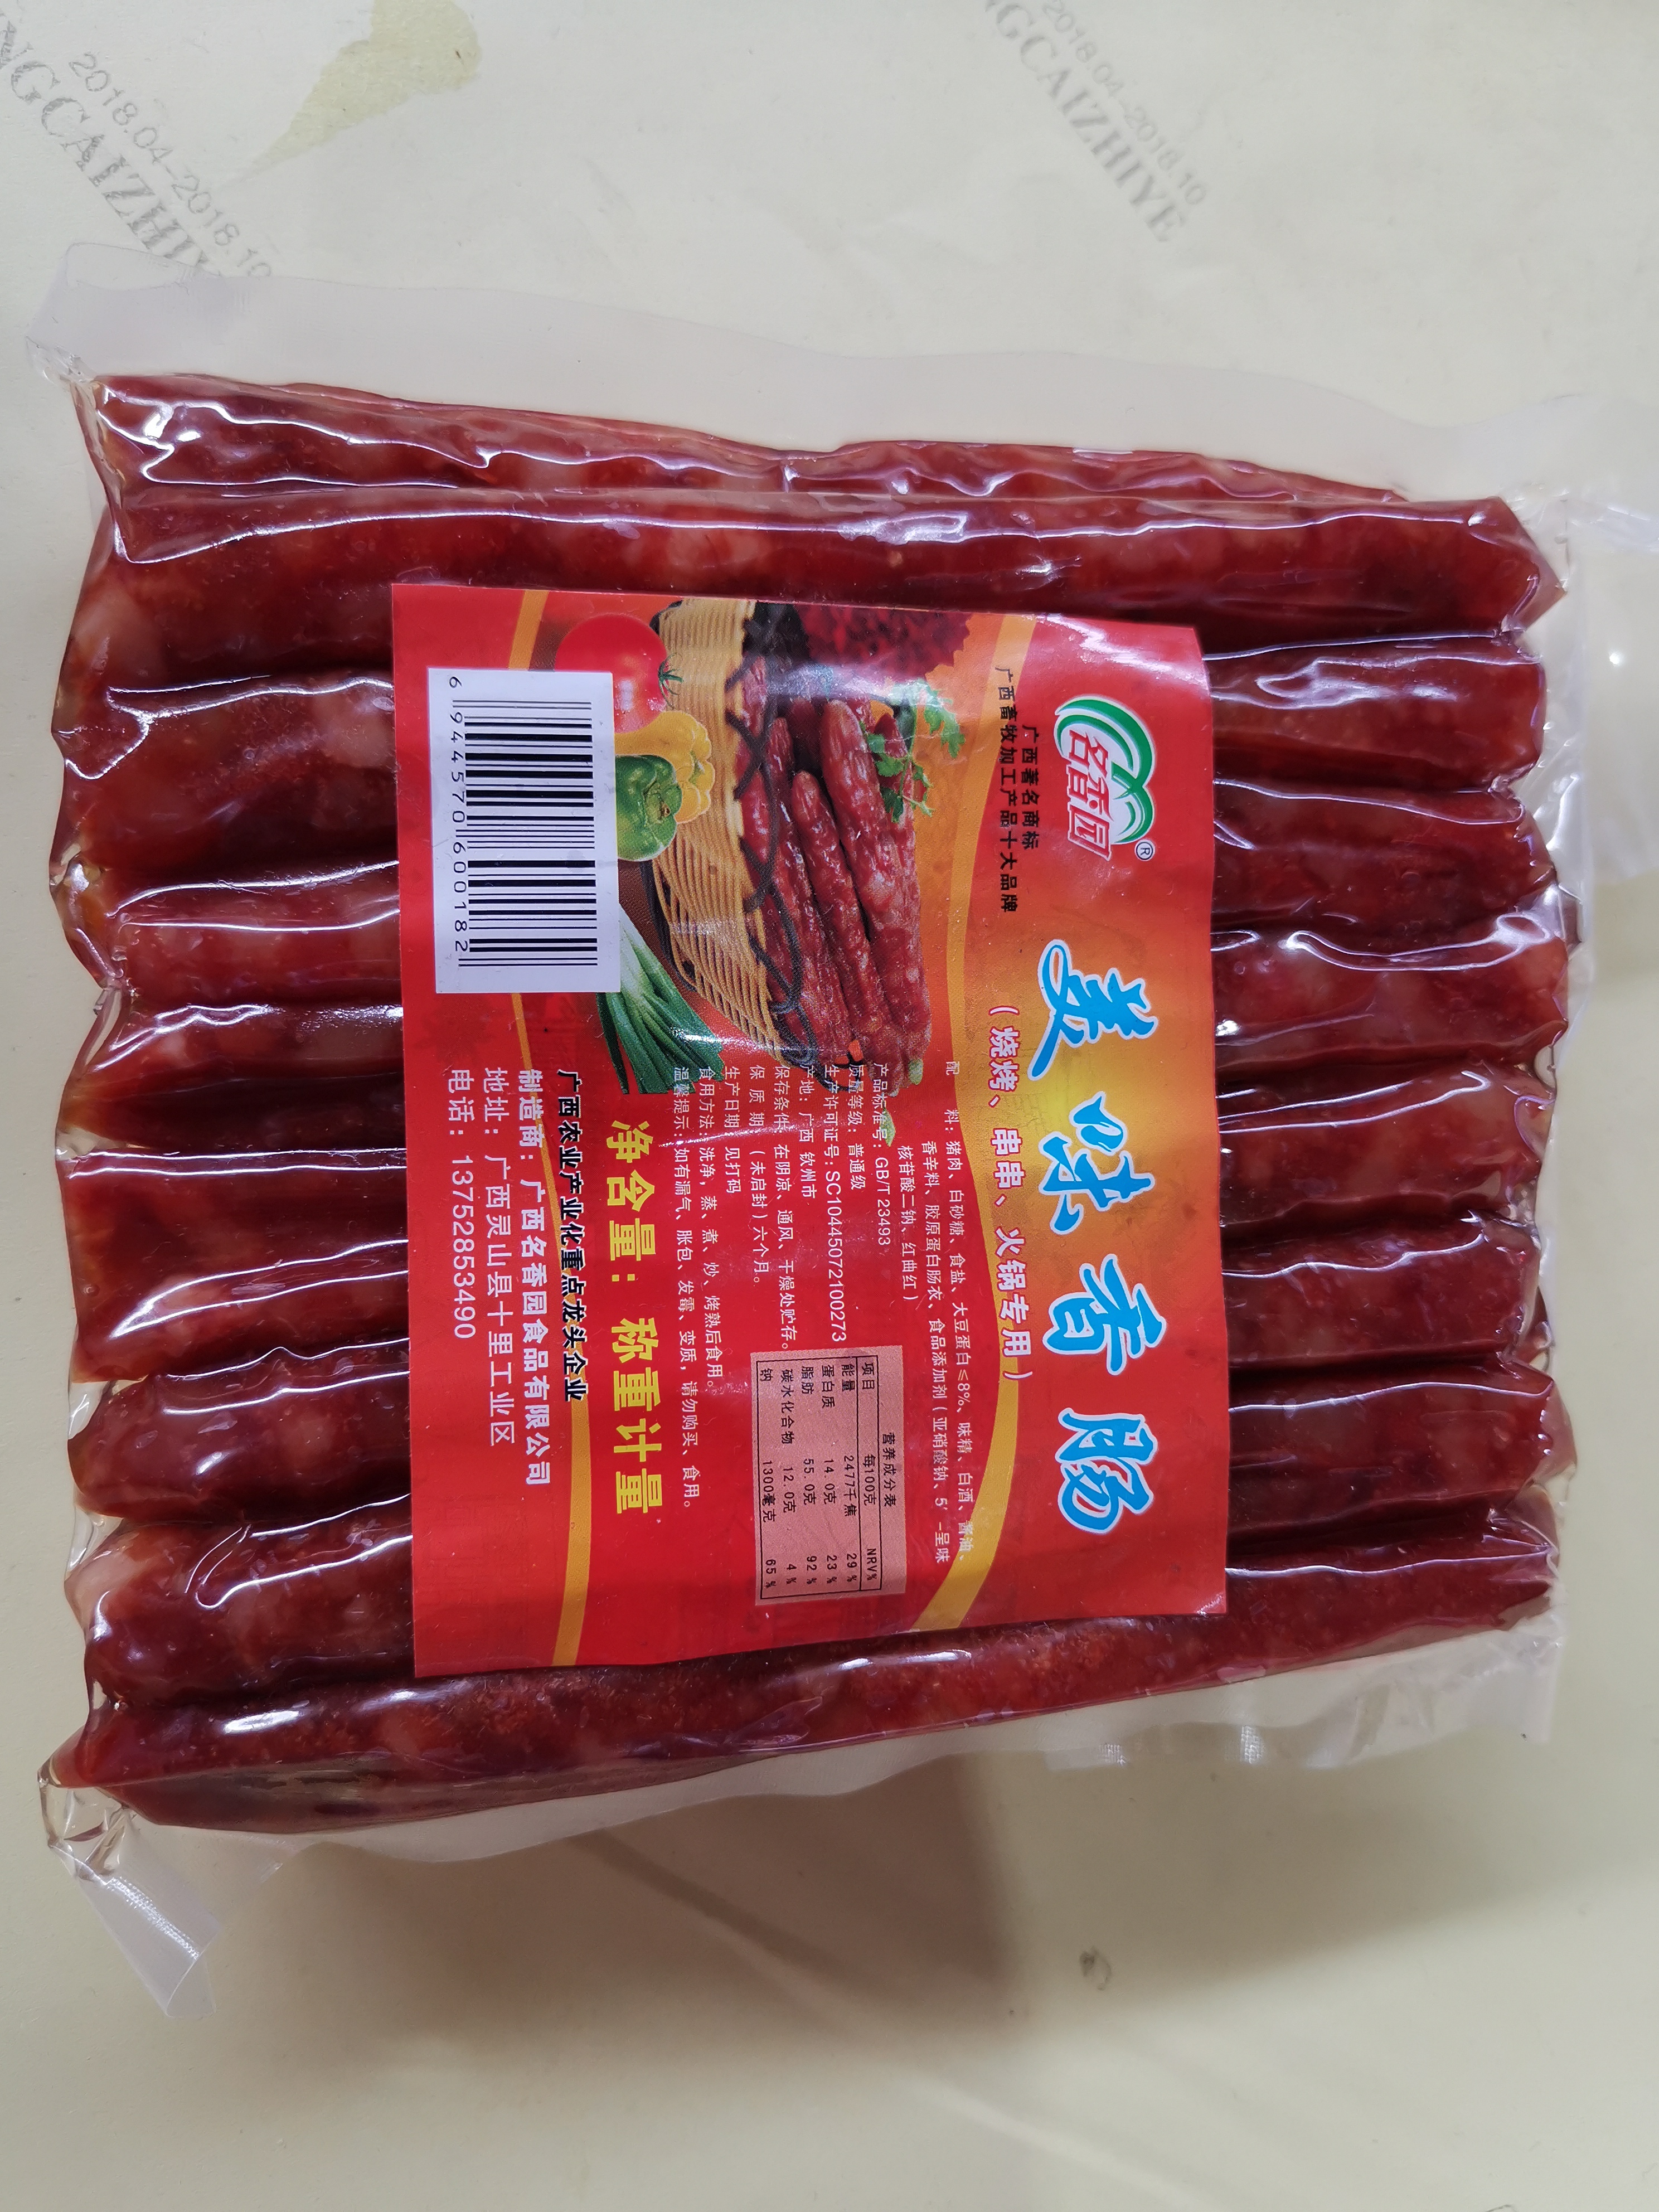 名香园®
广西著名商标
广西畜牧加工产品十大品牌
美味香肠
（烧烤、串串、火锅专用）
配 料：猪肉、白砂糖、食盐、大豆蛋白≤8%、味精、白酒、酱油、
香辛料、胶原蛋白肠衣、食品添加剂（亚硝酸钠、5′-呈味
核苷酸二钠、红曲红）
产品标准号：GB/T23493
质量等级：普通级
生产许可证号：SC10445072100273
产地：广西 钦州市
保存条件：在阴凉、通风、干燥处贮存。
保 质 期：（未启封）六个月。
生产日期：见打码
食用方法：洗净，蒸、煮、炒、烤熟后食用。
温馨提示：如有漏气、胀包、发霉、变质，请勿购买、食用。
营养成分表
项目 每100克 NRV%
能量 2477千焦 29%
蛋白质 14.0克 23%
脂肪 55.0克 92%
碳水化合物 12.0克 4%
钠 1300毫克 65%
净含量：称重计量
广西农业产业化重点龙头企业
制造商：广西名香园食品有限公司
地址：广西灵山县十里工业区
电话：13752853490
6 944570 600182
2018.04-2018.10
NGCAIZHIY
2018.04-2018.10
NGCAIZHIYE